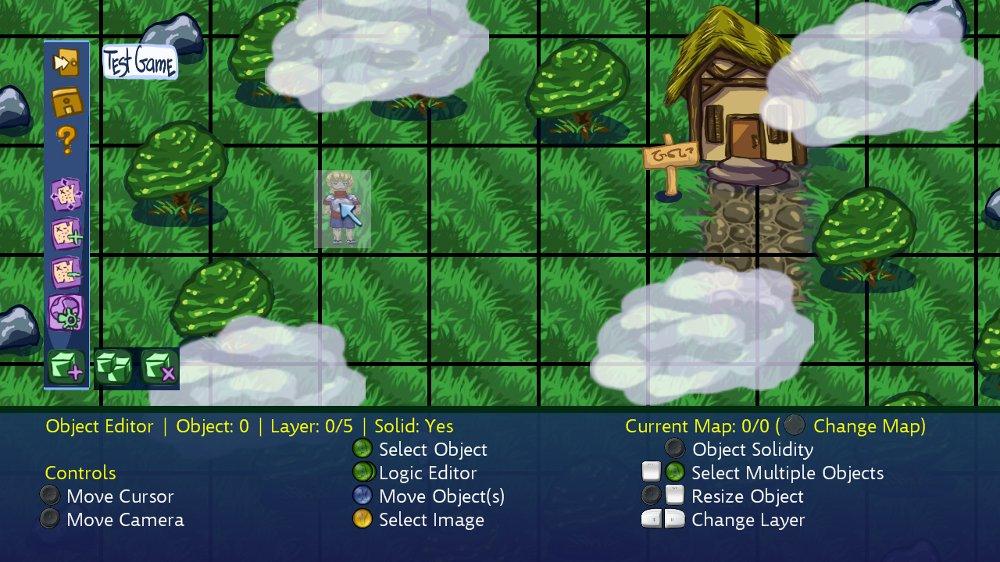 Test Game
Object Editor | Object: 0 | Layer: 0/5 | Solid: Yes
Current Map: 0/0 ( Change Map)
Select Object
Object Solidity
Controls
Logic Editor
Select Multiple Objects
Move Cursor
Move Object(s)
Resize Object
Move Camera
Select Image
Change Layer